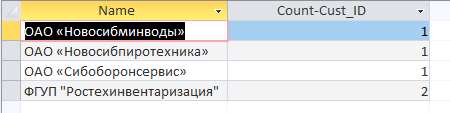 Name Count-Cust_ID
ОАО «Новосибминводы» 1
ОАО «Новосибпиротехника» 1
ОАО «Сибоборонсервис» 1
ФГУП "Ростехинвентаризация" 2